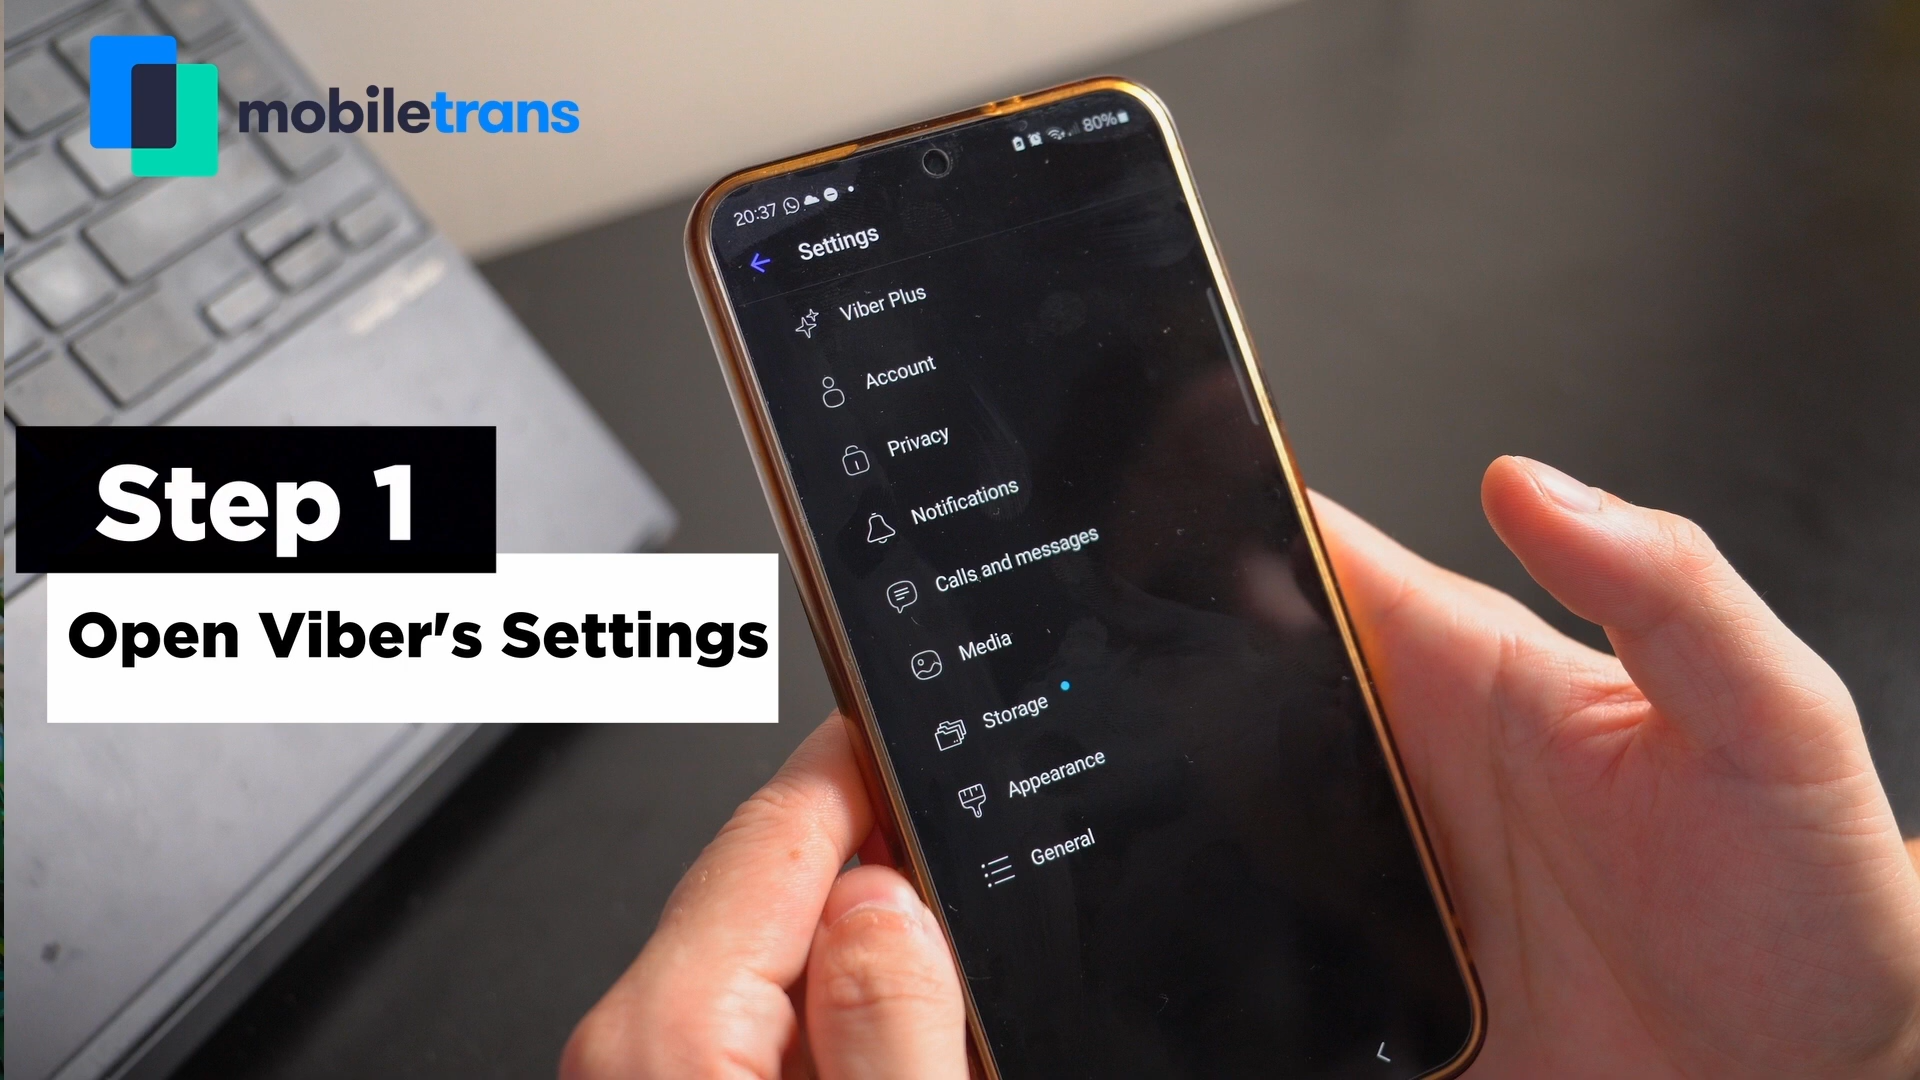 mobiletrans
20:37
80%
Settings
Viber Plus
Account
Privacy
Notifications
Calls and messages
Media
Storage
Appearance
General
Step 1
Open Viber's Settings